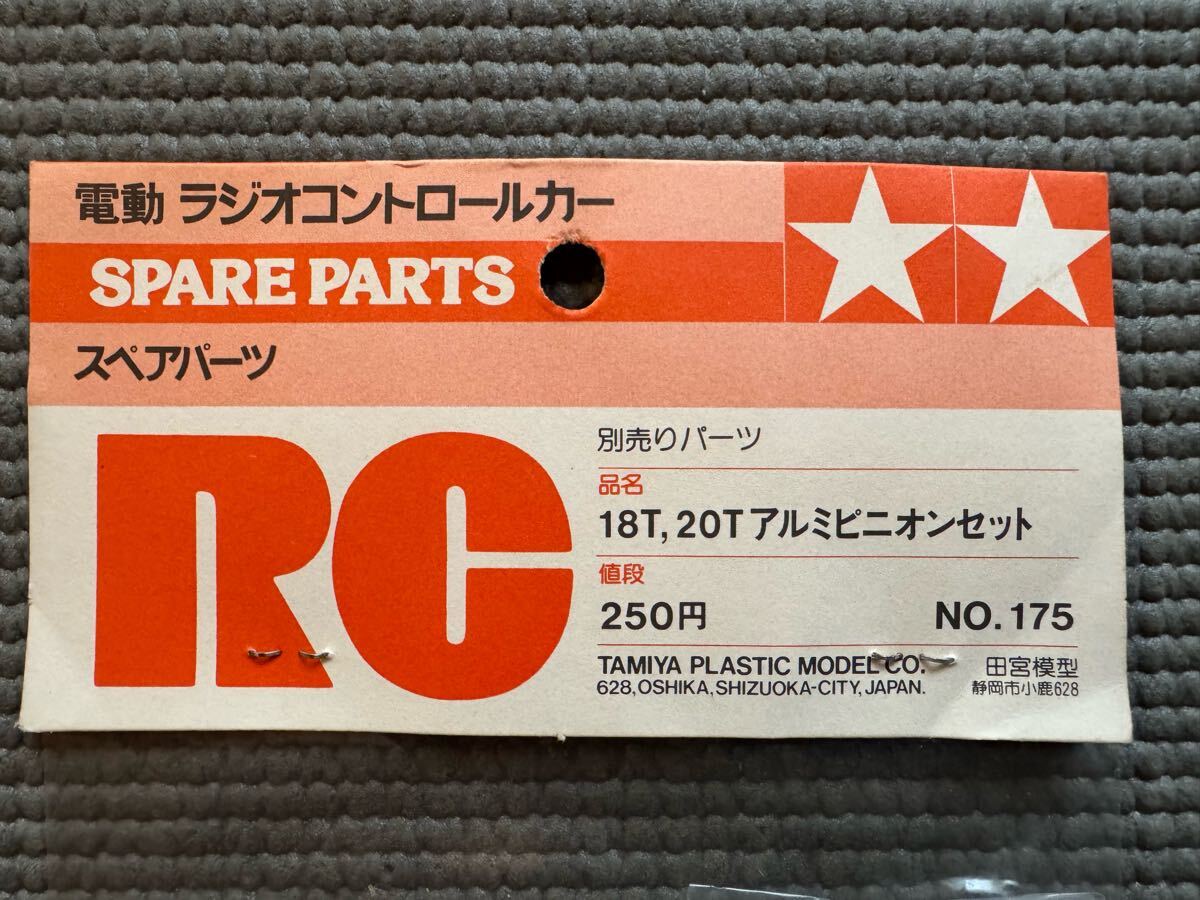 電動 ラジオコントロールカー
SPARE PARTS
スペアパーツ
RC
別売りパーツ
品名
18T, 20Tアルミピニオンセット
値段
250円 NO. 175
TAMIYA PLASTIC MODEL CO. 田宮模型
628, OSHIKA, SHIZUOKA-CITY, JAPAN. 静岡市小鹿628